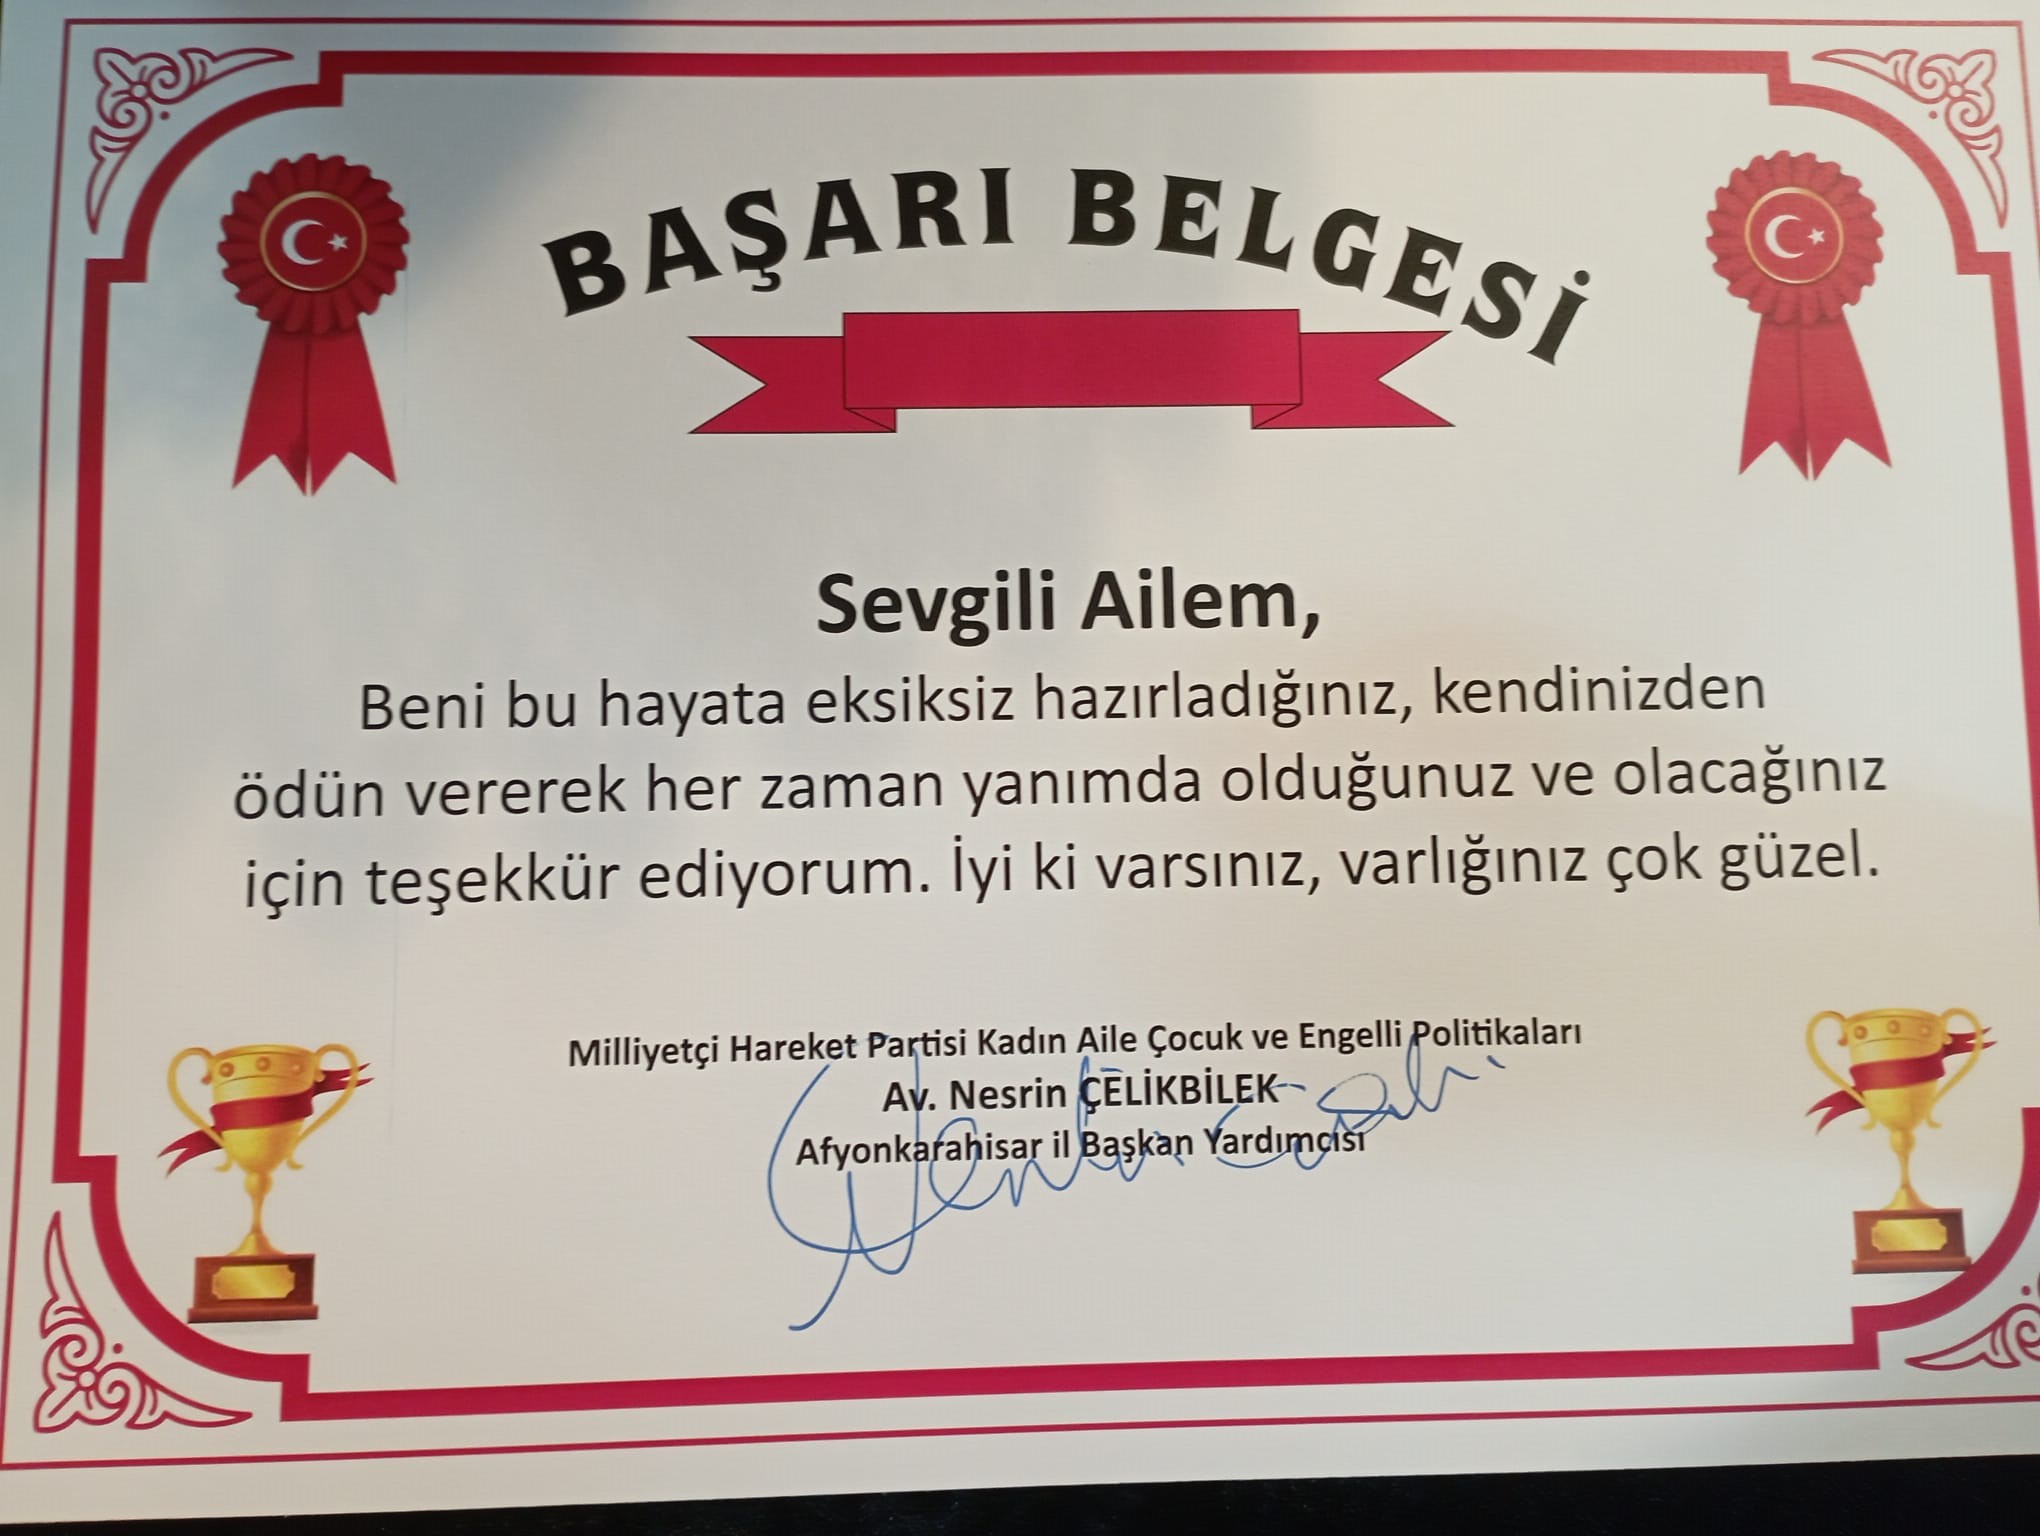 BAŞARI BELGESİ
Sevgili Ailem,
Beni bu hayata eksiksiz hazırladığınız, kendinizden
ödün vererek her zaman yanımda olduğunuz ve olacağınız
için teşekkür ediyorum. İyi ki varsınız, varlığınız çok güzel.
Milliyetçi Hareket Partisi Kadın Aile Çocuk ve Engelli Politikaları
Av. Nesrin ÇELİKBİLEK
Afyonkarahisar il Başkan Yardımcısı